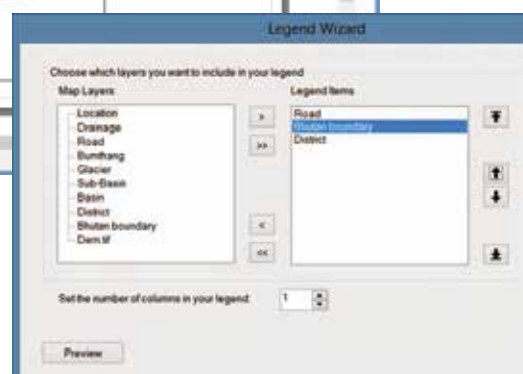 Legend Wizard
Choose which layers you want to include in your legend
Map Layers
Legend Items
Location
Drainage
Road
Bumthang
Glacier
Sub-Basin
Basin
District
Bhutan boundary
Dem.tif
>
>>
<
<<
Road
Bhutan boundary
District
Set the number of columns in your legend:
1
Preview